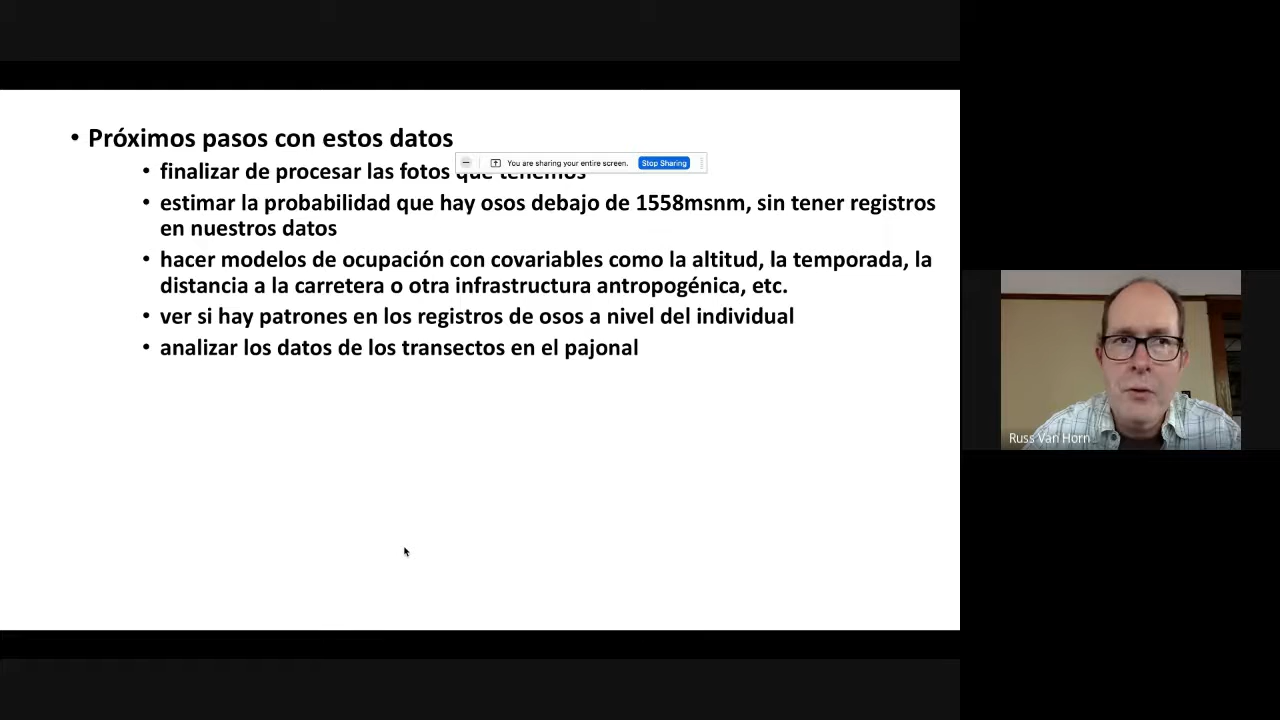 • Próximos pasos con estos datos
You are sharing your entire screen. Stop Sharing
• finalizar de procesar las fotos que tenemos
• estimar la probabilidad que hay osos debajo de 1558msnm, sin tener registros
en nuestros datos
• hacer modelos de ocupación con covariables como la altitud, la temporada, la
distancia a la carretera o otra infrastructura antropogénica, etc.
• ver si hay patrones en los registros de osos a nivel del individual
• analizar los datos de los transectos en el pajonal
Russ Van Horn